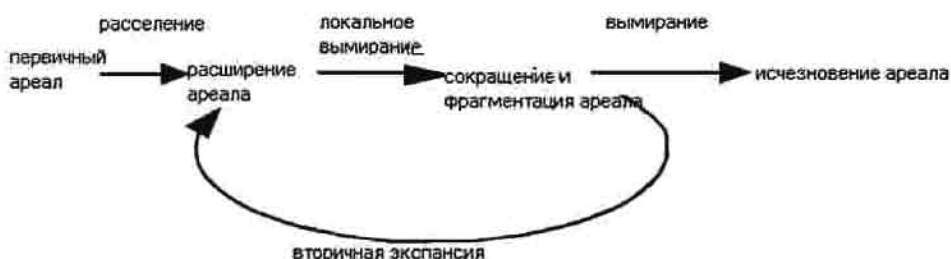 расселение
первичный
ареал
расширение
ареала
локальное
вымирание
сокращение и
фрагментация ареала
вымирание
исчезновение ареала
вторичная экспансия